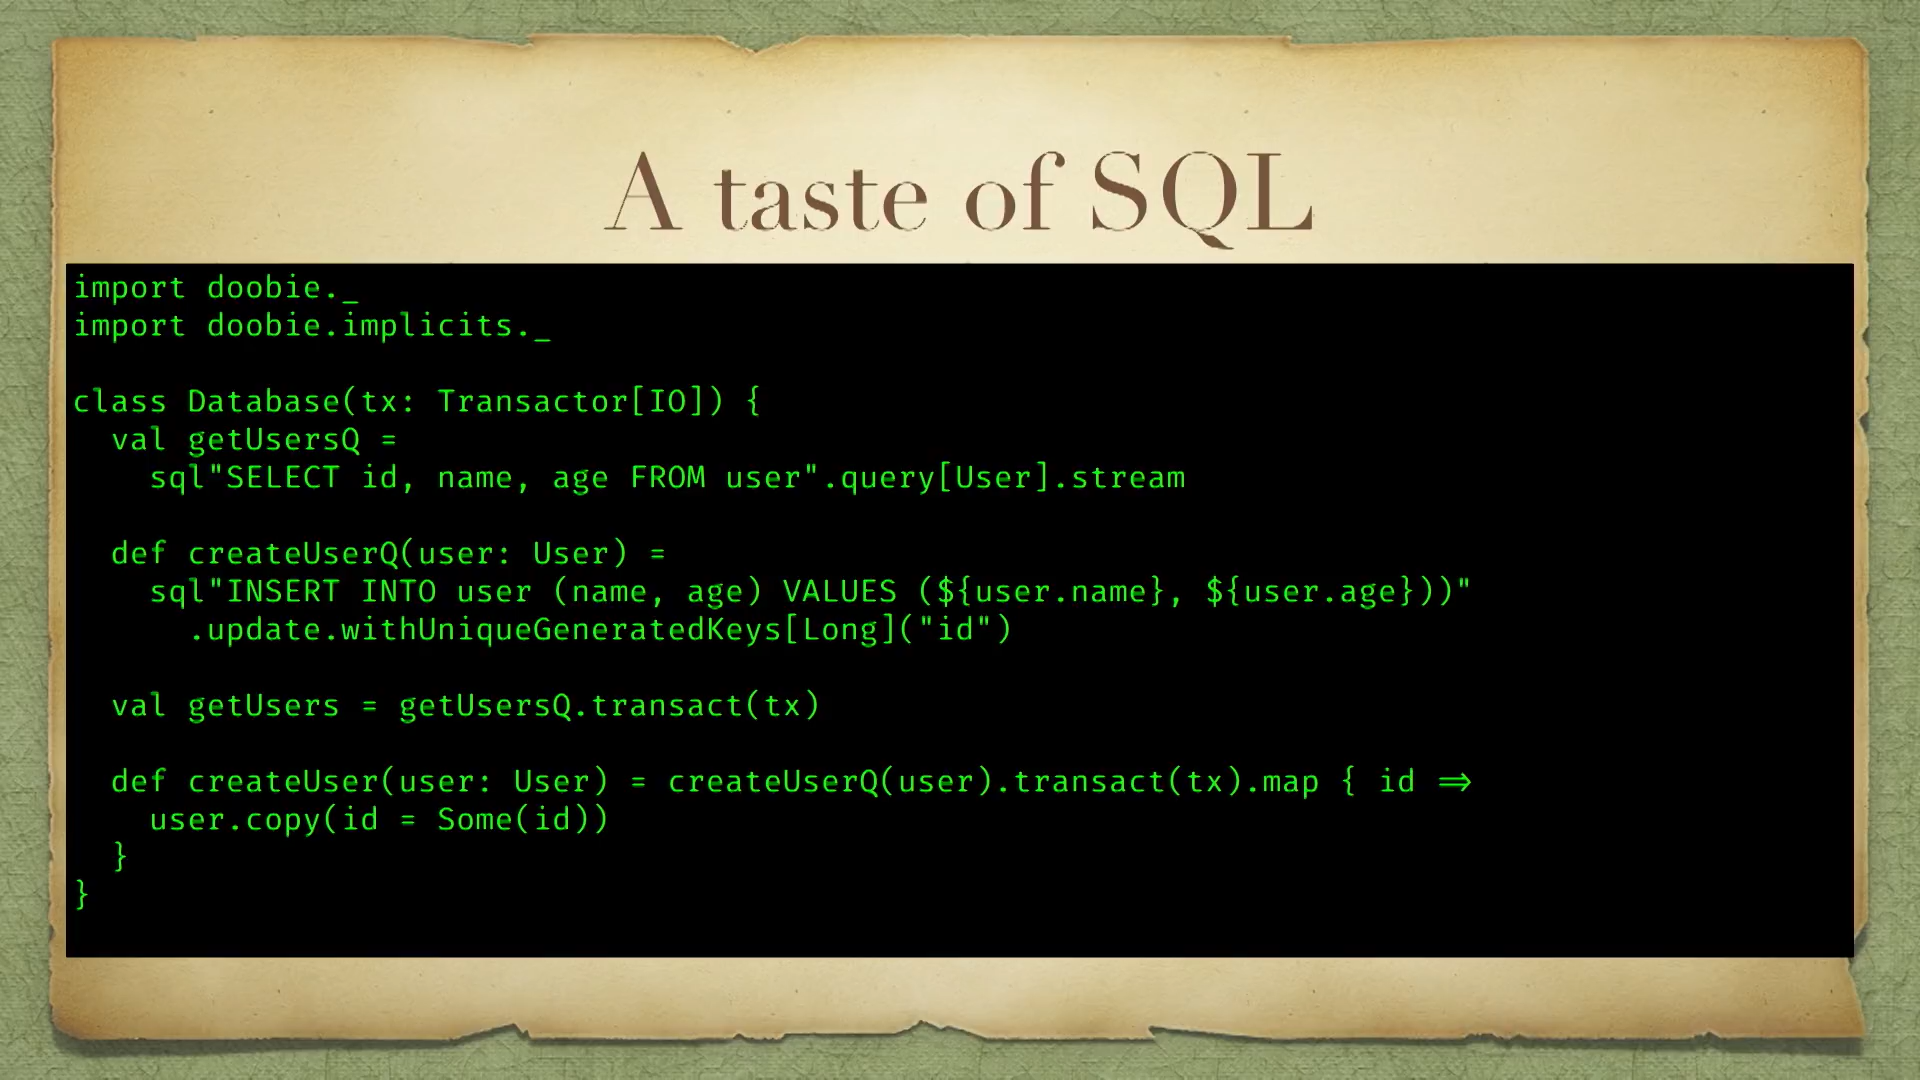 A taste of SQL
import doobie._
import doobie.implicits._
class Database(tx: Transactor[IO]) {
  val getUsersQ =
    sql"SELECT id, name, age FROM user".query[User].stream
  def createUserQ(user: User) =
    sql"INSERT INTO user (name, age) VALUES (${user.name}, ${user.age}))"
      .update.withUniqueGeneratedKeys[Long]("id")
  val getUsers = getUsersQ.transact(tx)
  def createUser(user: User) = createUserQ(user).transact(tx).map { id ⇒
    user.copy(id = Some(id))
  }
}